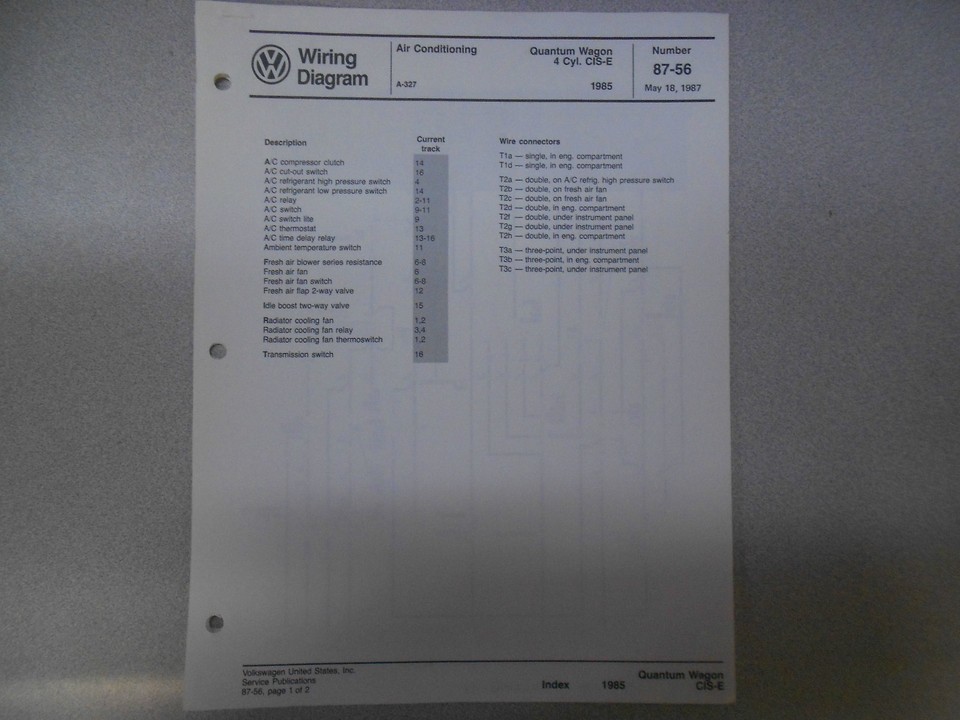 Wiring
Diagram
Air Conditioning
A-327
Quantum Wagon
4 Cyl. CIS-E
1985
Number
87-56
May 18, 1987
Description Current
track
A/C compressor clutch 14
A/C cut-out switch 16
A/C refrigerant high pressure switch 4
A/C refrigerant low pressure switch 14
A/C relay 2-11
A/C switch 9-11
A/C switch lite 9
A/C thermostat 13
A/C time delay relay 13-16
Ambient temperature switch 11
Fresh air blower series resistance 6-8
Fresh air fan 6
Fresh air fan switch 6-8
Fresh air flap 2-way valve 12
Idle boost two-way valve 15
Radiator cooling fan 1,2
Radiator cooling fan relay 3,4
Radiator cooling fan thermoswitch 1,2
Transmission switch 16
Wire connectors
T1a — single, in eng. compartment
T1d — single, in eng. compartment
T2a — double, on A/C refrig. high pressure switch
T2b — double, on fresh air fan
T2c — double, on fresh air fan
T2d — double, in eng. compartment
T2f — double, under instrument panel
T2g — double, under instrument panel
T2h — double, in eng. compartment
T3a — three-point, under instrument panel
T3b — three-point, in eng. compartment
T3c — three-point, under instrument panel
Volkswagen United States, Inc.
Service Publications
87-56, page 1 of 2
Index 1985
Quantum Wagon
CIS-E